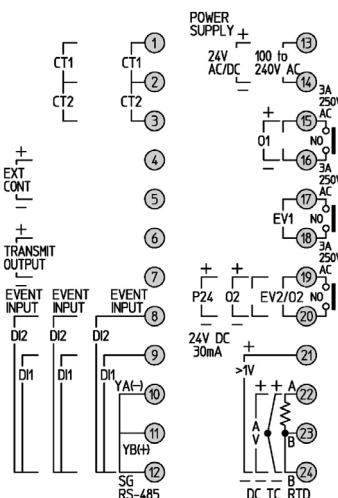 CT1 CT1 1
2
CT2 CT2
3
+
EXT
CONT
−
4
5
+
TRANSMIT
OUTPUT
−
6
7
EVENT INPUT EVENT INPUT EVENT INPUT
8
DI2 DI2 DI2
9
DI1 DI1 DI1
YA(-) 10
11
YB(+)
12
SG
RS-485
POWER
SUPPLY
+ 13
24V
AC/DC
100 to
240V AC
− 14
3A
250V
AC
+ 15
O1 NO
− 16
3A
250V
AC
17
EV1 NO
18
3A
250V
AC
+ + 19
P24 O2 EV2/O2 NO
− − 20
24V DC
30mA
+ 21
>1V
+ + A 22
A
V
23
B
− − − B 24
DC TC RTD